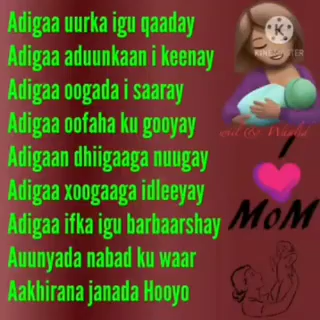 Adigaa uurka igu qaaday
Adigaa aduunkaan i keenay
Adigaa oogada i saaray
Adigaa oofaha ku gooyay
Adigaan dhiigaaga nuugay
Adigaa xoogaaga idleeyay
Adigaa ifka igu barbaarshay
Auunyada nabad ku waar
Aakhirana janada Hooyo
I
MoM